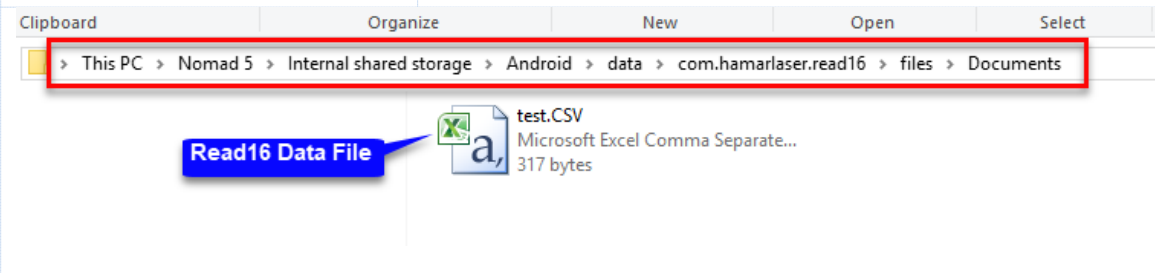 Clipboard Organize New Open Select
> This PC > Nomad 5 > Internal shared storage > Android > data > com.hamarlaser.read16 > files > Documents
test.CSV
Microsoft Excel Comma Separate...
317 bytes
Read16 Data File
a,